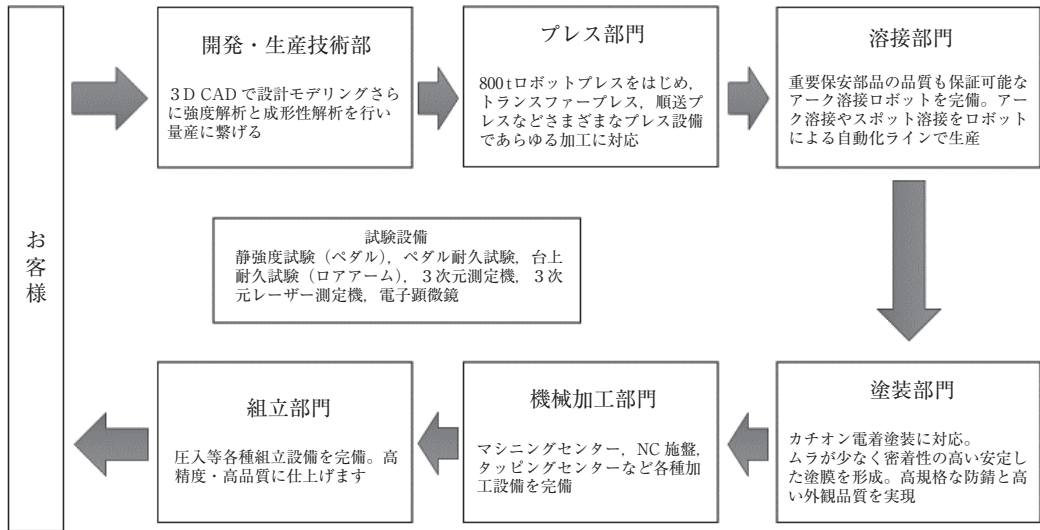 お客様
開発・生産技術部
３D CADで設計モデリングさら
に強度解析と成形性解析を行い
量産に繋げる
プレス部門
800tロボットプレスをはじめ，
トランスファープレス，順送プ
レスなどさまざまなプレス設備
であらゆる加工に対応
溶接部門
重要保安部品の品質も保証可能な
アーク溶接ロボットを完備。アー
ク溶接やスポット溶接をロボット
による自動化ラインで生産
試験設備
静強度試験（ペダル），ペダル耐久試験，台上
耐久試験（ロアアーム），３次元測定機，３次
元レーザー測定機，電子顕微鏡
塗装部門
カチオン電着塗装に対応。
ムラが少なく密着性の高い安定し
た塗膜を形成。高規格な防錆と高
い外観品質を実現
機械加工部門
マシニングセンター，NC施盤，
タッピングセンターなど各種加
工設備を完備
組立部門
圧入等各種組立設備を完備。高
精度・高品質に仕上げます